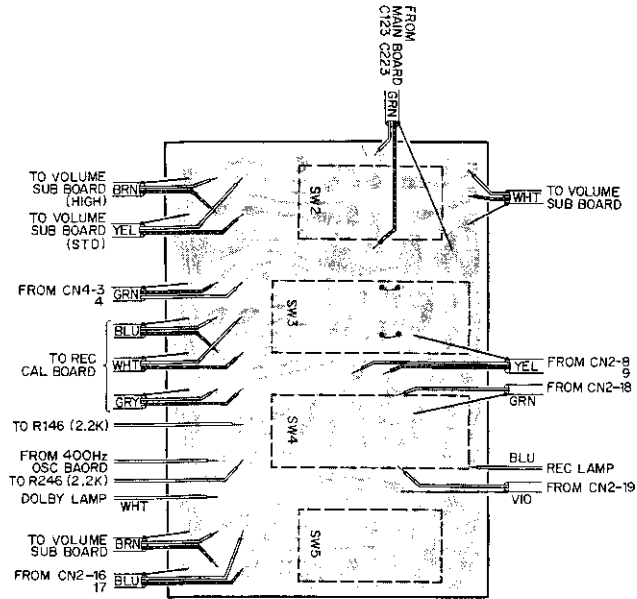 FROM
MAIN BOARD
C123 C223
GRN
TO VOLUME
SUB BOARD
(HIGH)
BRN
TO VOLUME
SUB BOARD
(STD)
YEL
FROM CN4-3
4
GRN
BLU
TO REC
CAL BOARD
WHT
GRY
TO R146 (2.2K)
FROM 400Hz
OSC BAORD
TO R246 (2.2K)
DOLBY LAMP
WHT
TO VOLUME
SUB BOARD
BRN
FROM CN2-16
17
BLU
SW2
SW3
SW4
SW5
WHT
TO VOLUME
SUB BOARD
YEL
FROM CN2-8
9
FROM CN2-18
GRN
BLU
REC LAMP
FROM CN2-19
VIO